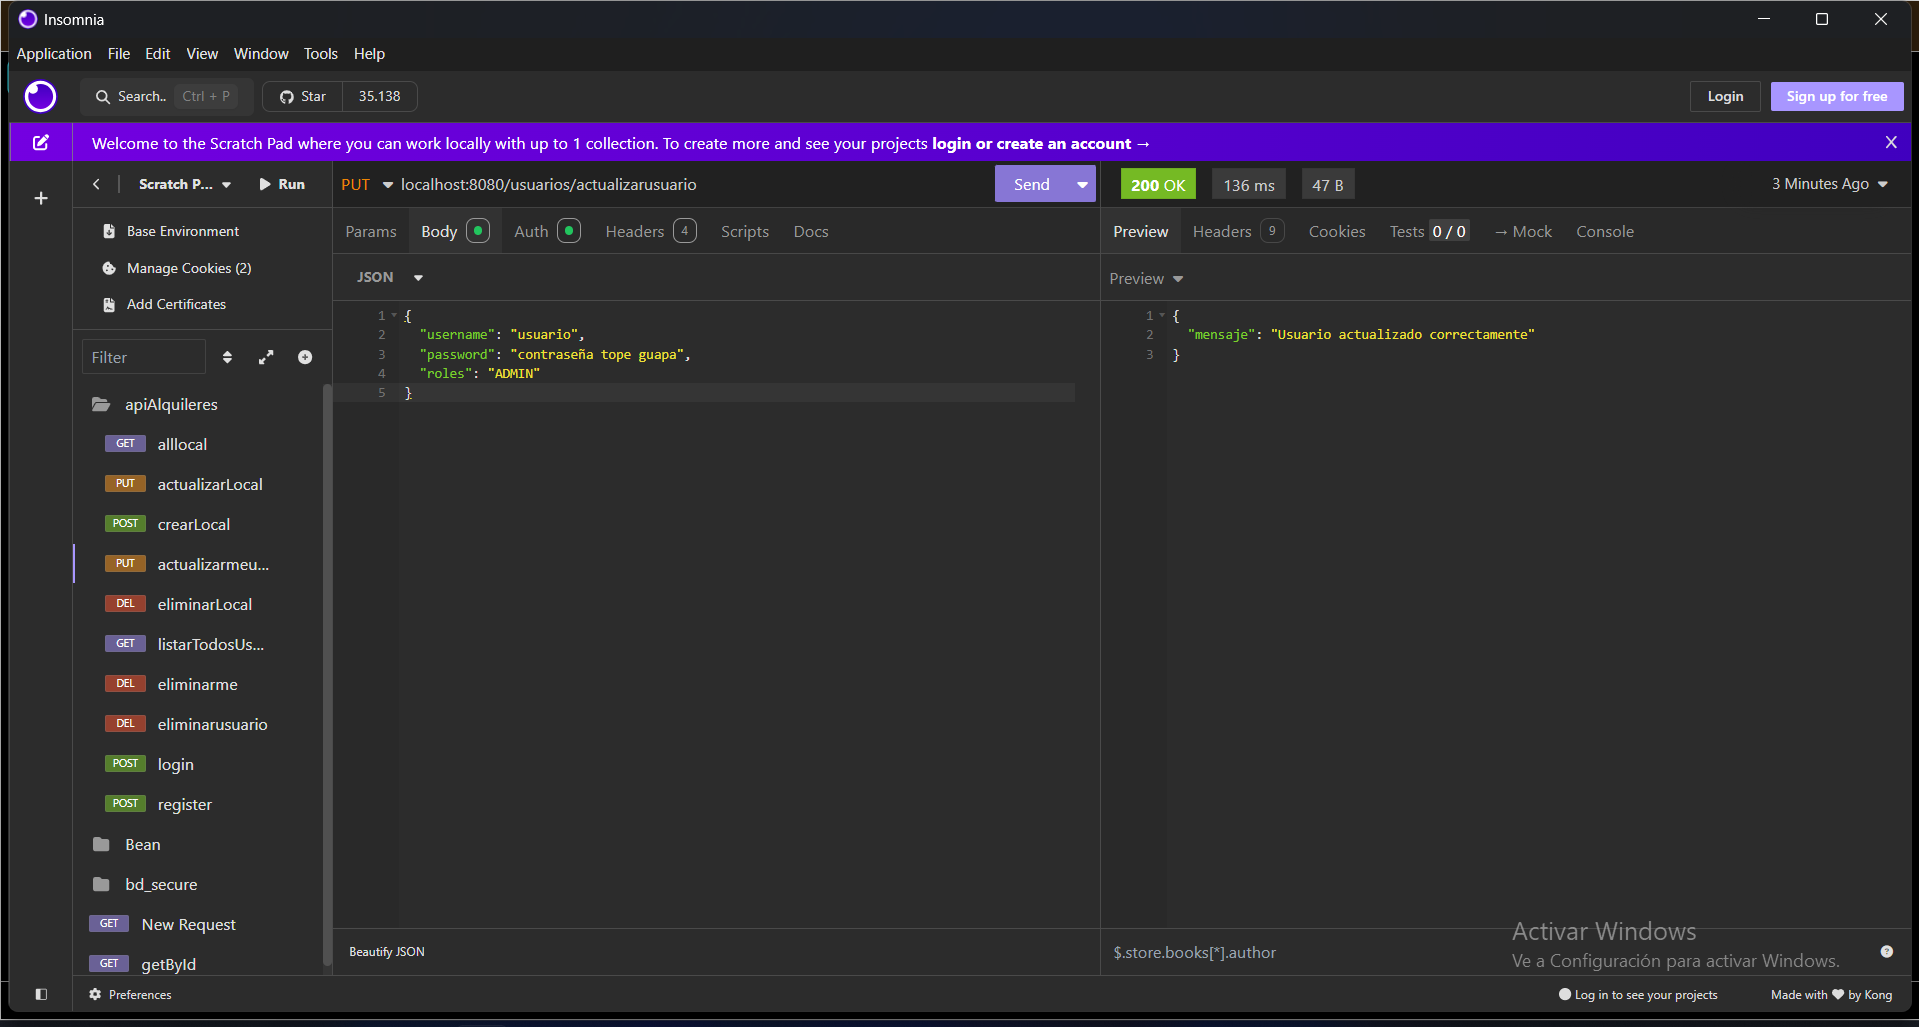 Insomnia
Application File Edit View Window Tools Help
Search.. Ctrl + P Star 35.138 Login Sign up for free
Welcome to the Scratch Pad where you can work locally with up to 1 collection. To create more and see your projects login or create an account →
Scratch P... Run PUT localhost:8080/usuarios/actualizarusuario Send 200 OK 136 ms 47 B 3 Minutes Ago
Base Environment
Manage Cookies (2)
Add Certificates
Params Body Auth Headers 4 Scripts Docs
Preview Headers 9 Cookies Tests 0 / 0 → Mock Console
JSON
Preview
1 {
2 "username": "usuario",
3 "password": "contraseña tope guapa",
4 "roles": "ADMIN"
5 }
1 {
2 "mensaje": "Usuario actualizado correctamente"
3 }
Filter
apiAlquileres
GET alllocal
PUT actualizarLocal
POST crearLocal
PUT actualizarmeu...
DEL eliminarLocal
GET listarTodosUs...
DEL eliminarme
DEL eliminarusuario
POST login
POST register
Bean
bd_secure
GET New Request
GET getById
Beautify JSON
$.store.books[*].author
Activar Windows
Ve a Configuración para activar Windows.
Preferences
Log in to see your projects
Made with ♥ by Kong